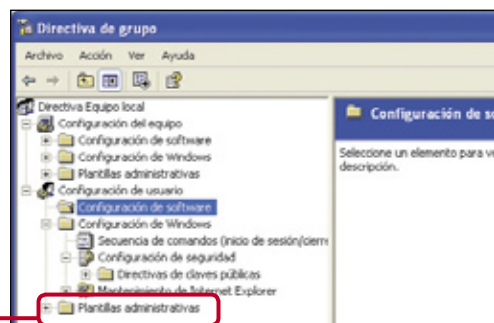 Directiva de grupo
Archivo Acción Ver Ayuda
Directiva Equipo local
Configuración del equipo
Configuración de software
Configuración de Windows
Plantillas administrativas
Configuración de usuario
Configuración de software
Configuración de Windows
Secuencia de comandos (inicio de sesión/cierre
Configuración de seguridad
Directivas de claves públicas
Mantenimiento de Internet Explorer
Plantillas administrativas
Configuración de s
Seleccione un elemento para v
descripción.